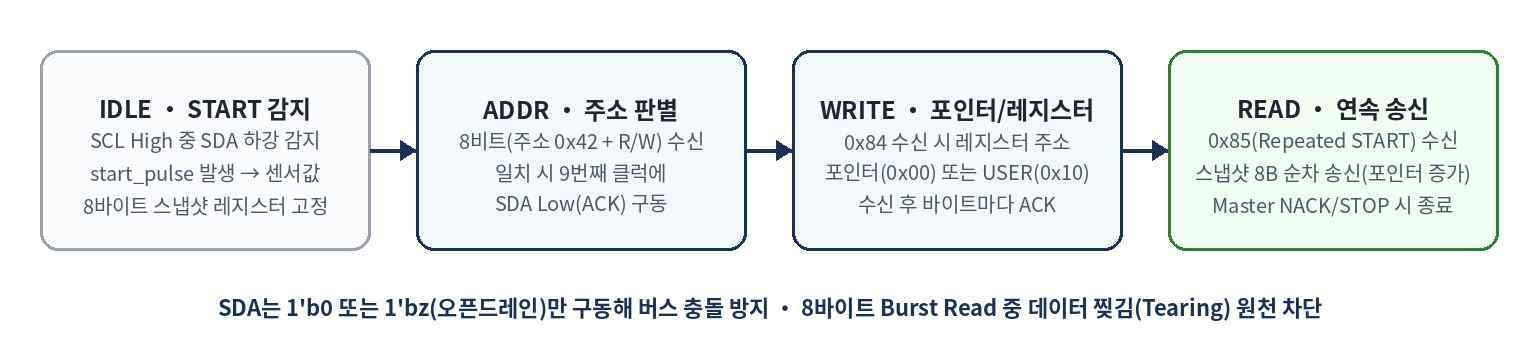 IDLE · START 감지
SCL High 중 SDA 하강 감지
start_pulse 발생 → 센서값
8바이트 스냅샷 레지스터 고정
ADDR · 주소 판별
8비트(주소 0x42 + R/W) 수신
일치 시 9번째 클럭에
SDA Low(ACK) 구동
WRITE · 포인터/레지스터
0x84 수신 시 레지스터 주소
포인터(0x00) 또는 USER(0x10)
수신 후 바이트마다 ACK
READ · 연속 송신
0x85(Repeated START) 수신
스냅샷 8B 순차 송신(포인터 증가)
Master NACK/STOP 시 종료
SDA는 1'b0 또는 1'bz(오픈드레인)만 구동해 버스 충돌 방지 · 8바이트 Burst Read 중 데이터 찢김(Tearing) 원천 차단